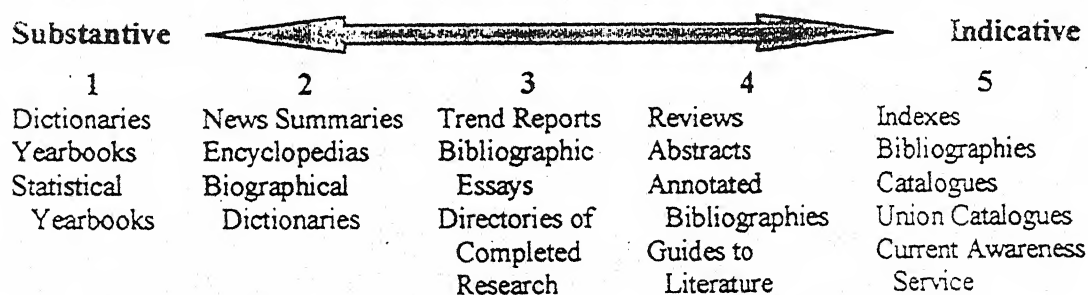 Substantive Indicative
1 2 3 4 5
Dictionaries News Summaries Trend Reports Reviews Indexes
Yearbooks Encyclopedias Bibliographic Abstracts Bibliographies
Statistical Biographical Essays Annotated Catalogues
Yearbooks Dictionaries Directories of Bibliographies Union Catalogues
Completed Guides to Current Awareness
Research Literature Service